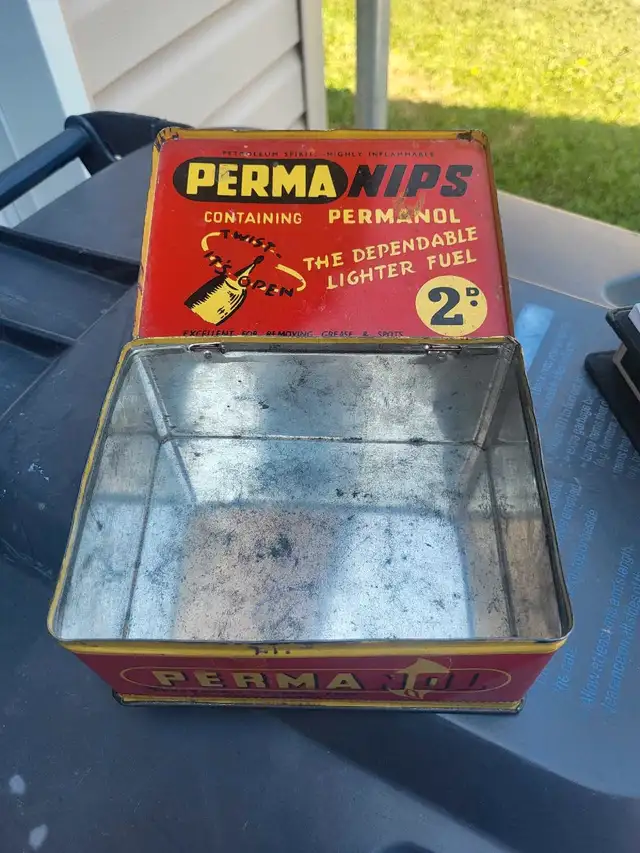 PETROLEUM SPIRIT: HIGHLY INFLAMMABLE
PERMA NIPS
CONTAINING PERMANOL
TWIST-
IT'S OPEN
THE DEPENDABLE
LIGHTER FUEL
2D.
EXCELLENT FOR REMOVING GREASE & SPOTS
PERMANOL